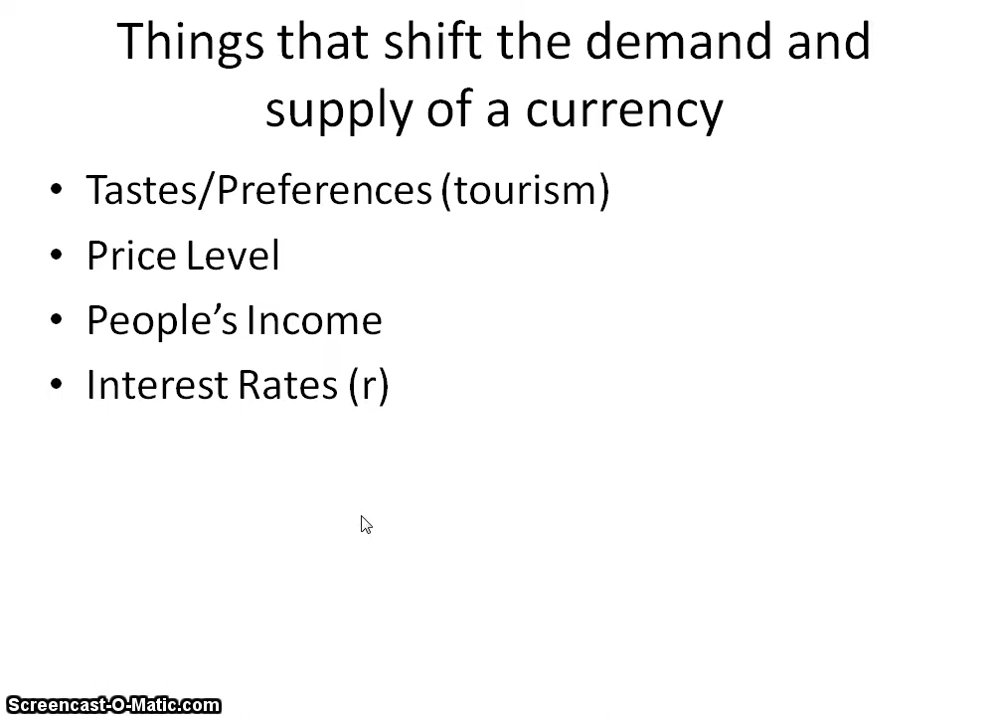 Things that shift the demand and
supply of a currency
• Tastes/Preferences (tourism)
• Price Level
• People’s Income
• Interest Rates (r)
Screencast-O-Matic.com